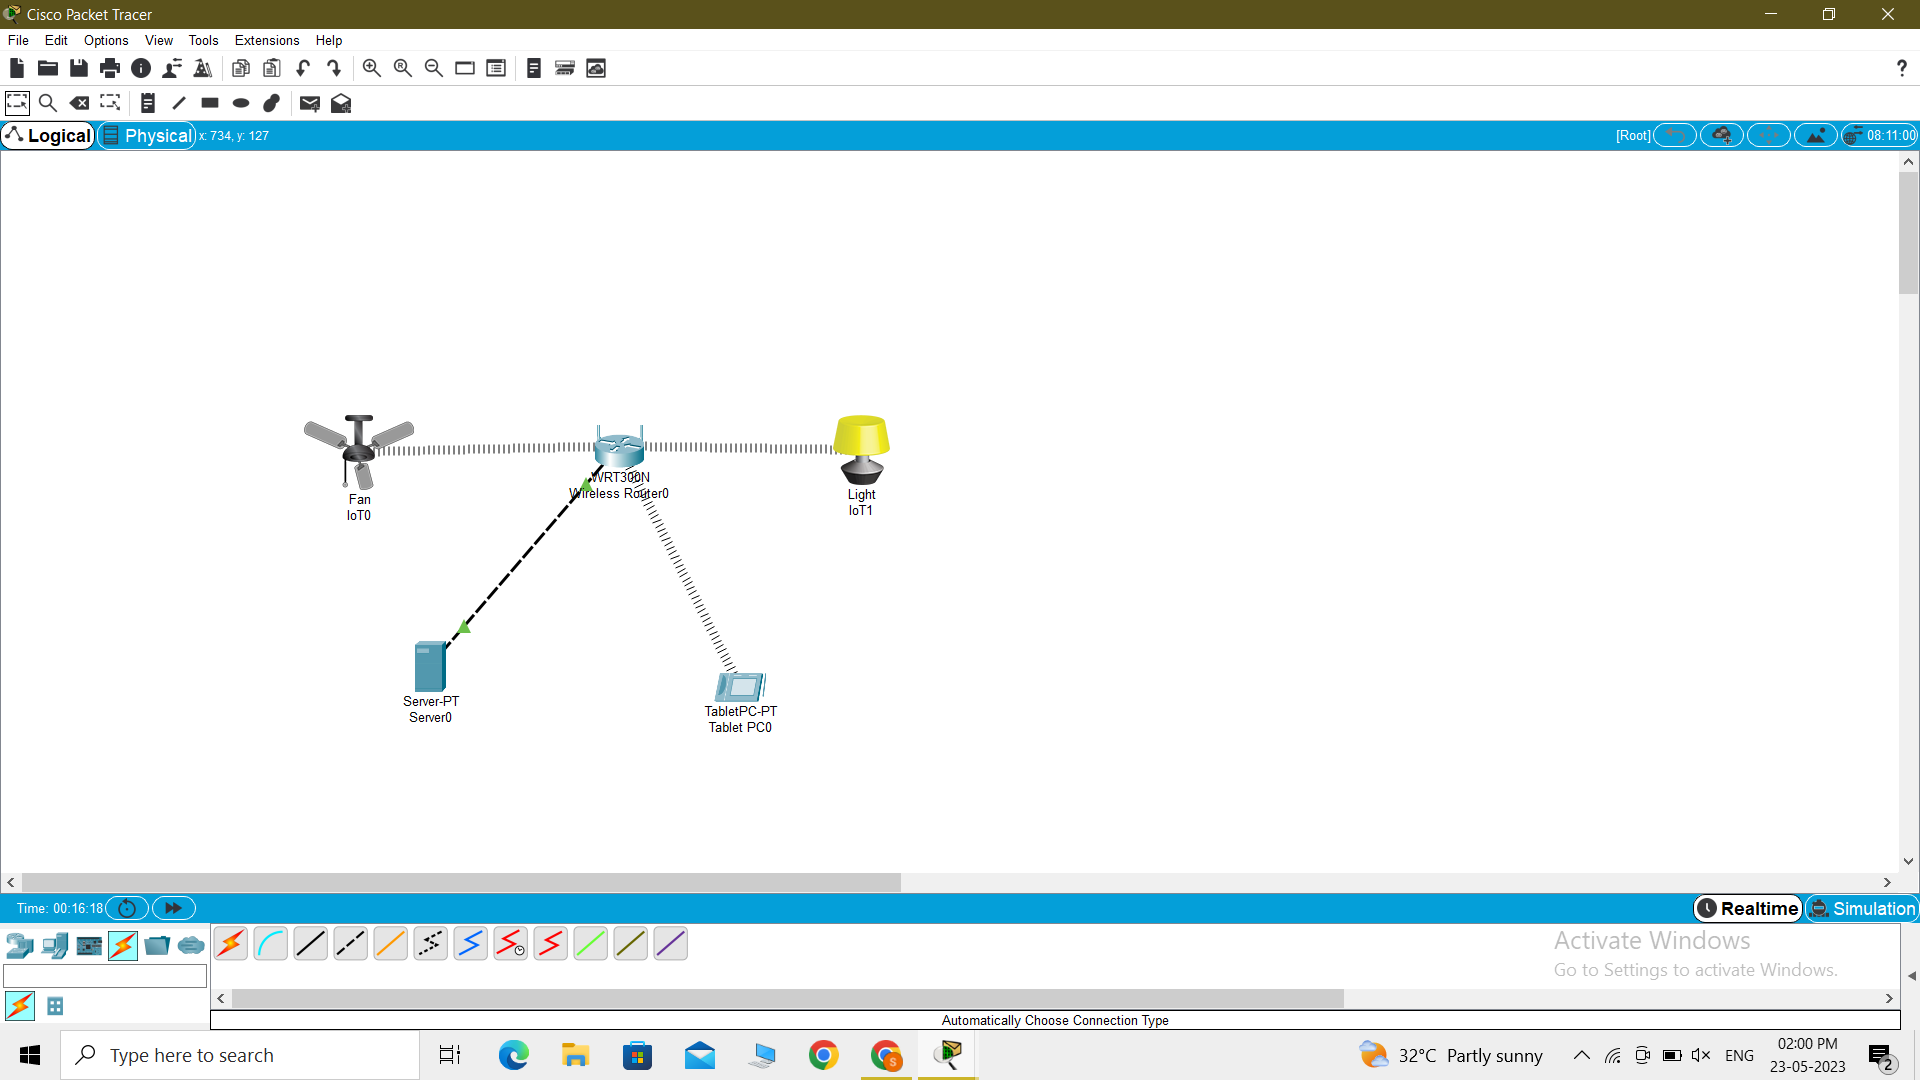 Cisco Packet Tracer
File Edit Options View Tools Extensions Help
?
Logical Physical x: 734, y: 127 [Root] 08:11:00
Fan
IoT0
WRT300N
Wireless Router0
Light
IoT1
Server-PT
Server0
TabletPC-PT
Tablet PC0
Time: 00:16:18 Realtime Simulation
Activate Windows
Go to Settings to activate Windows.
Automatically Choose Connection Type
Type here to search
S
32°C Partly sunny
ENG
02:00 PM
23-05-2023
2